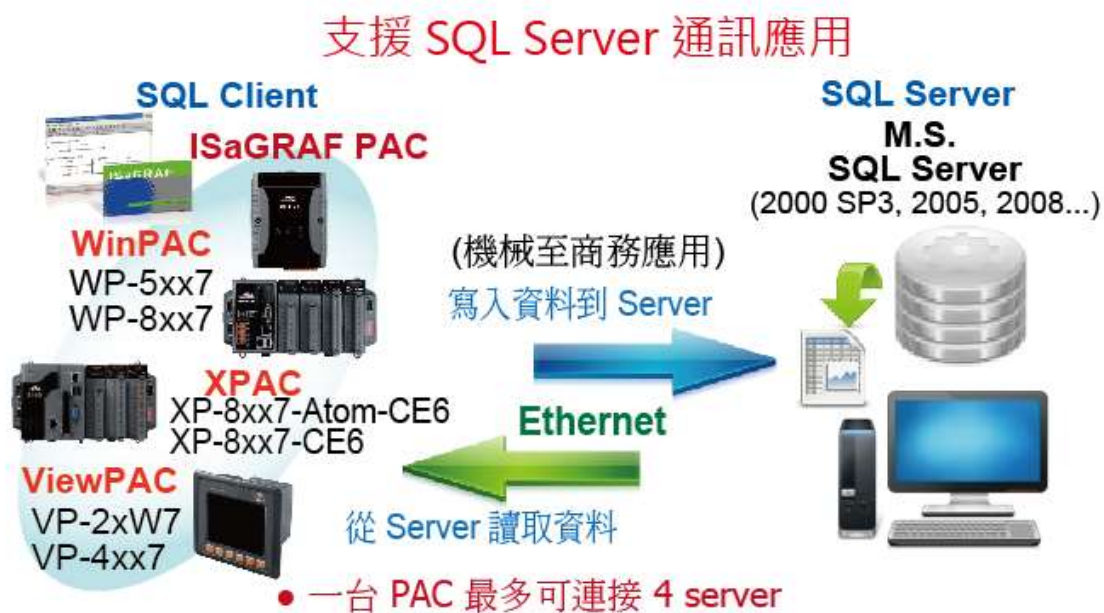 支援 SQL Server 通訊應用
SQL Client
ISaGRAF PAC
ISaGRAF
WinPAC
WP-5xx7
WP-8xx7
XPAC
XP-8xx7-Atom-CE6
XP-8xx7-CE6
ViewPAC
VP-2xW7
VP-4xx7
(機械至商務應用)
寫入資料到 Server
Ethernet
從 Server 讀取資料
SQL Server
M.S.
SQL Server
(2000 SP3, 2005, 2008...)
● 一台 PAC 最多可連接 4 server